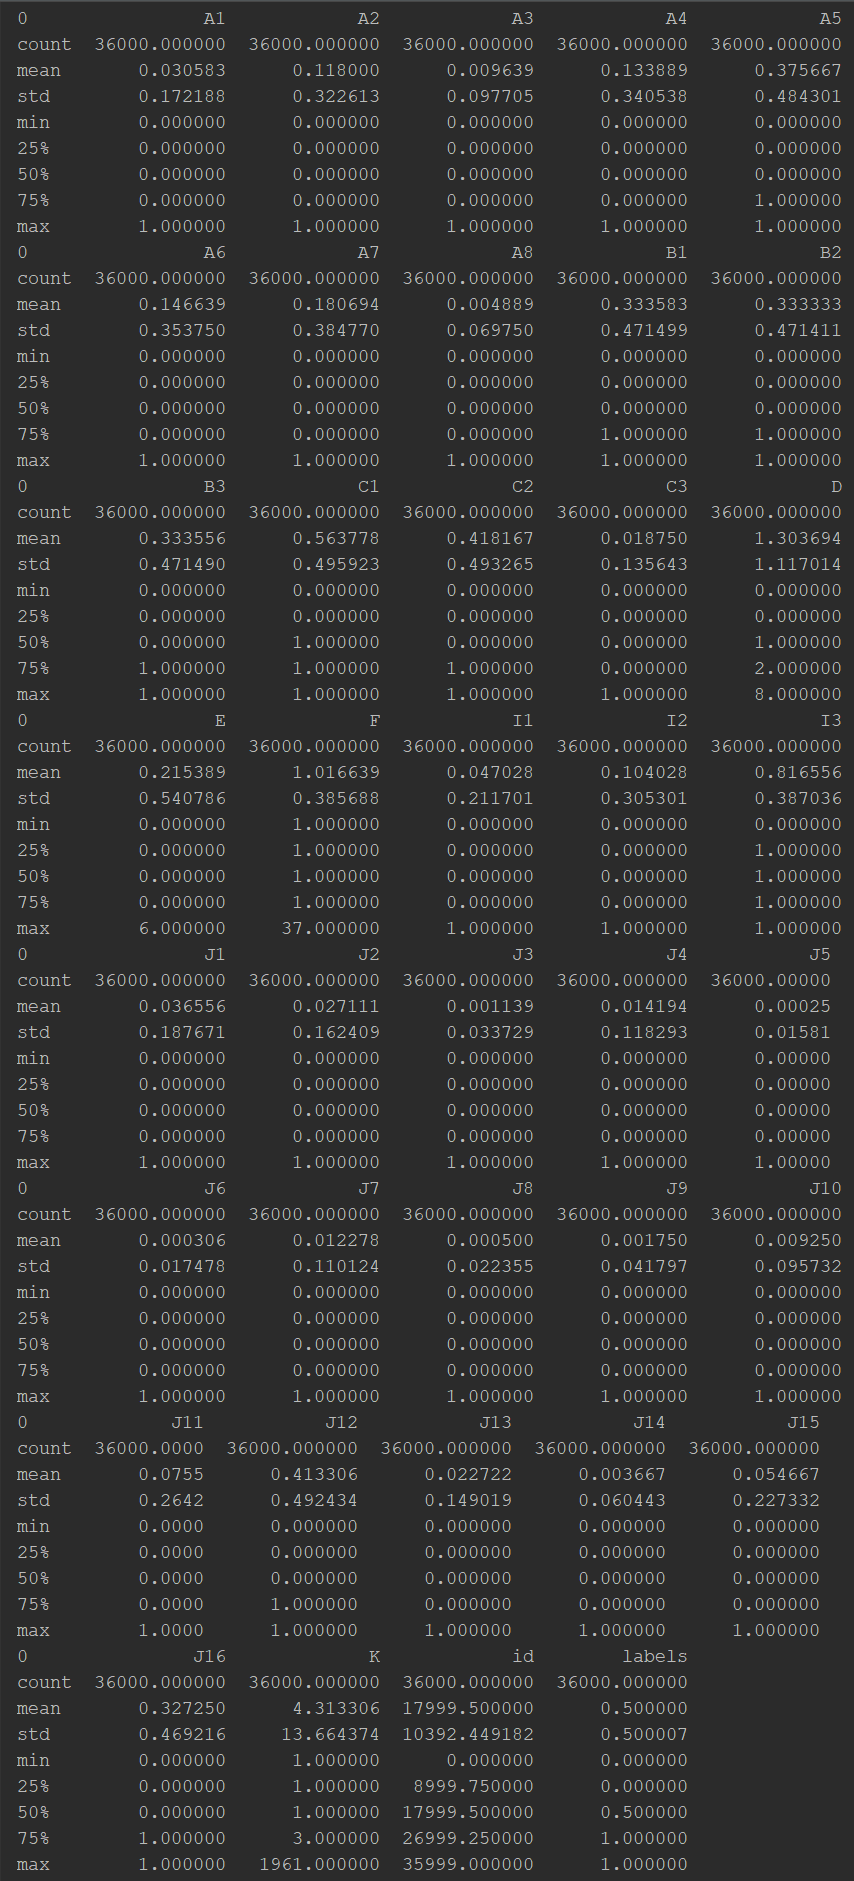 0 A1 A2 A3 A4 A5
count 36000.000000 36000.000000 36000.000000 36000.000000 36000.000000
mean 0.030583 0.118000 0.009639 0.133889 0.375667
std 0.172188 0.322613 0.097705 0.340538 0.484301
min 0.000000 0.000000 0.000000 0.000000 0.000000
25% 0.000000 0.000000 0.000000 0.000000 0.000000
50% 0.000000 0.000000 0.000000 0.000000 0.000000
75% 0.000000 0.000000 0.000000 0.000000 1.000000
max 1.000000 1.000000 1.000000 1.000000 1.000000
0 A6 A7 A8 B1 B2
count 36000.000000 36000.000000 36000.000000 36000.000000 36000.000000
mean 0.146639 0.180694 0.004889 0.333583 0.333333
std 0.353750 0.384770 0.069750 0.471499 0.471411
min 0.000000 0.000000 0.000000 0.000000 0.000000
25% 0.000000 0.000000 0.000000 0.000000 0.000000
50% 0.000000 0.000000 0.000000 0.000000 0.000000
75% 0.000000 0.000000 0.000000 1.000000 1.000000
max 1.000000 1.000000 1.000000 1.000000 1.000000
0 B3 C1 C2 C3 D
count 36000.000000 36000.000000 36000.000000 36000.000000 36000.000000
mean 0.333556 0.563778 0.418167 0.018750 1.303694
std 0.471490 0.495923 0.493265 0.135643 1.117014
min 0.000000 0.000000 0.000000 0.000000 0.000000
25% 0.000000 0.000000 0.000000 0.000000 0.000000
50% 0.000000 1.000000 0.000000 0.000000 1.000000
75% 1.000000 1.000000 1.000000 0.000000 2.000000
max 1.000000 1.000000 1.000000 1.000000 8.000000
0 E F I1 I2 I3
count 36000.000000 36000.000000 36000.000000 36000.000000 36000.000000
mean 0.215389 1.016639 0.047028 0.104028 0.816556
std 0.540786 0.385688 0.211701 0.305301 0.387036
min 0.000000 1.000000 0.000000 0.000000 0.000000
25% 0.000000 1.000000 0.000000 0.000000 1.000000
50% 0.000000 1.000000 0.000000 0.000000 1.000000
75% 0.000000 1.000000 0.000000 0.000000 1.000000
max 6.000000 37.000000 1.000000 1.000000 1.000000
0 J1 J2 J3 J4 J5
count 36000.000000 36000.000000 36000.000000 36000.000000 36000.00000
mean 0.036556 0.027111 0.001139 0.014194 0.00025
std 0.187671 0.162409 0.033729 0.118293 0.01581
min 0.000000 0.000000 0.000000 0.000000 0.00000
25% 0.000000 0.000000 0.000000 0.000000 0.00000
50% 0.000000 0.000000 0.000000 0.000000 0.00000
75% 0.000000 0.000000 0.000000 0.000000 0.00000
max 1.000000 1.000000 1.000000 1.000000 1.00000
0 J6 J7 J8 J9 J10
count 36000.000000 36000.000000 36000.000000 36000.000000 36000.000000
mean 0.000306 0.012278 0.000500 0.001750 0.009250
std 0.017478 0.110124 0.022355 0.041797 0.095732
min 0.000000 0.000000 0.000000 0.000000 0.000000
25% 0.000000 0.000000 0.000000 0.000000 0.000000
50% 0.000000 0.000000 0.000000 0.000000 0.000000
75% 0.000000 0.000000 0.000000 0.000000 0.000000
max 1.000000 1.000000 1.000000 1.000000 1.000000
0 J11 J12 J13 J14 J15
count 36000.0000 36000.000000 36000.000000 36000.000000 36000.000000
mean 0.0755 0.413306 0.022722 0.003667 0.054667
std 0.2642 0.492434 0.149019 0.060443 0.227332
min 0.0000 0.000000 0.000000 0.000000 0.000000
25% 0.0000 0.000000 0.000000 0.000000 0.000000
50% 0.0000 0.000000 0.000000 0.000000 0.000000
75% 0.0000 1.000000 0.000000 0.000000 0.000000
max 1.0000 1.000000 1.000000 1.000000 1.000000
0 J16 K id labels
count 36000.000000 36000.000000 36000.000000 36000.000000
mean 0.327250 4.313306 17999.500000 0.500000
std 0.469216 13.664374 10392.449182 0.500007
min 0.000000 1.000000 0.000000 0.000000
25% 0.000000 1.000000 8999.750000 0.000000
50% 0.000000 1.000000 17999.500000 0.500000
75% 1.000000 3.000000 26999.250000 1.000000
max 1.000000 1961.000000 35999.000000 1.000000